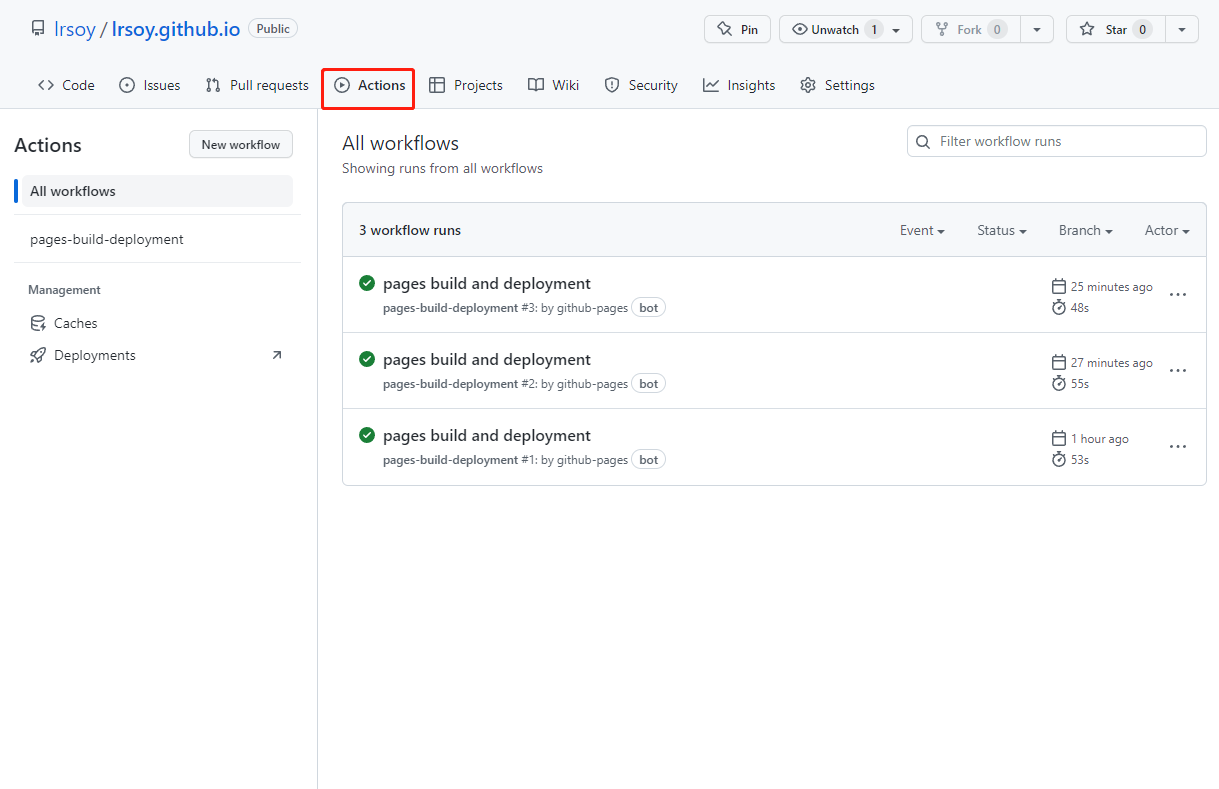 lrsoy / lrsoy.github.io Public
Pin Unwatch 1 Fork 0 Star 0
Code Issues Pull requests Actions Projects Wiki Security Insights Settings
Actions New workflow
All workflows
pages-build-deployment
Management
Caches
Deployments
All workflows
Showing runs from all workflows
Filter workflow runs
3 workflow runs Event Status Branch Actor
pages build and deployment
pages-build-deployment #3: by github-pages bot
25 minutes ago
48s
pages build and deployment
pages-build-deployment #2: by github-pages bot
27 minutes ago
55s
pages build and deployment
pages-build-deployment #1: by github-pages bot
1 hour ago
53s